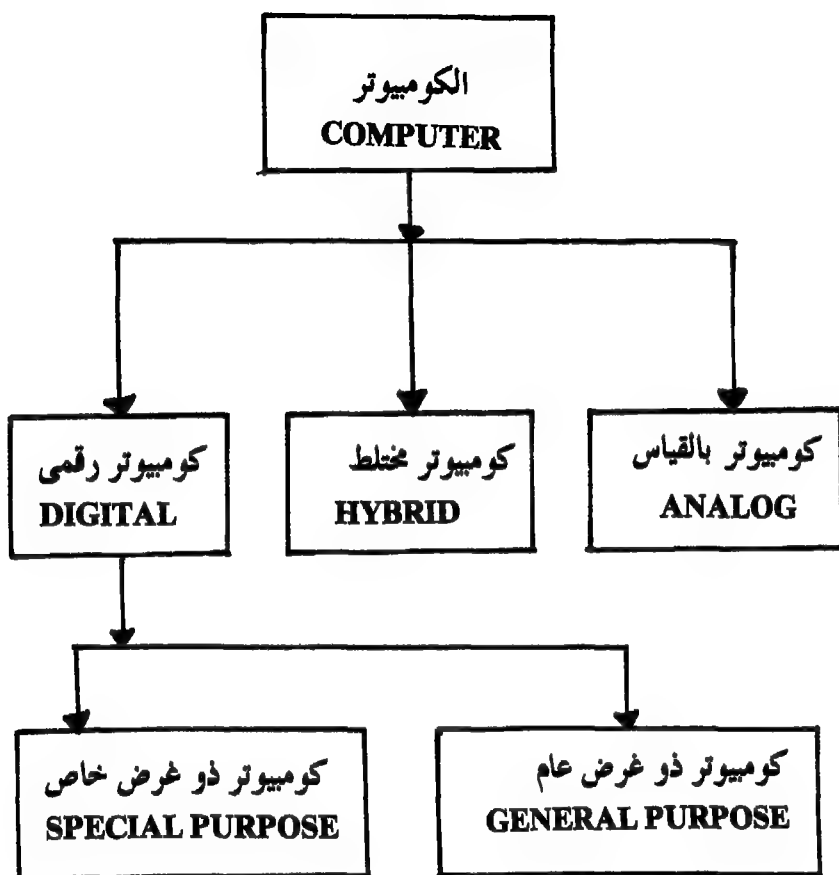 الكومبيوتر
COMPUTER
كومبيوتر بالقياس
ANALOG
كومبيوتر مختلط
HYBRID
كومبيوتر رقمى
DIGITAL
كومبيوتر ذو غرض عام
GENERAL PURPOSE
كومبيوتر ذو غرض خاص
SPECIAL PURPOSE